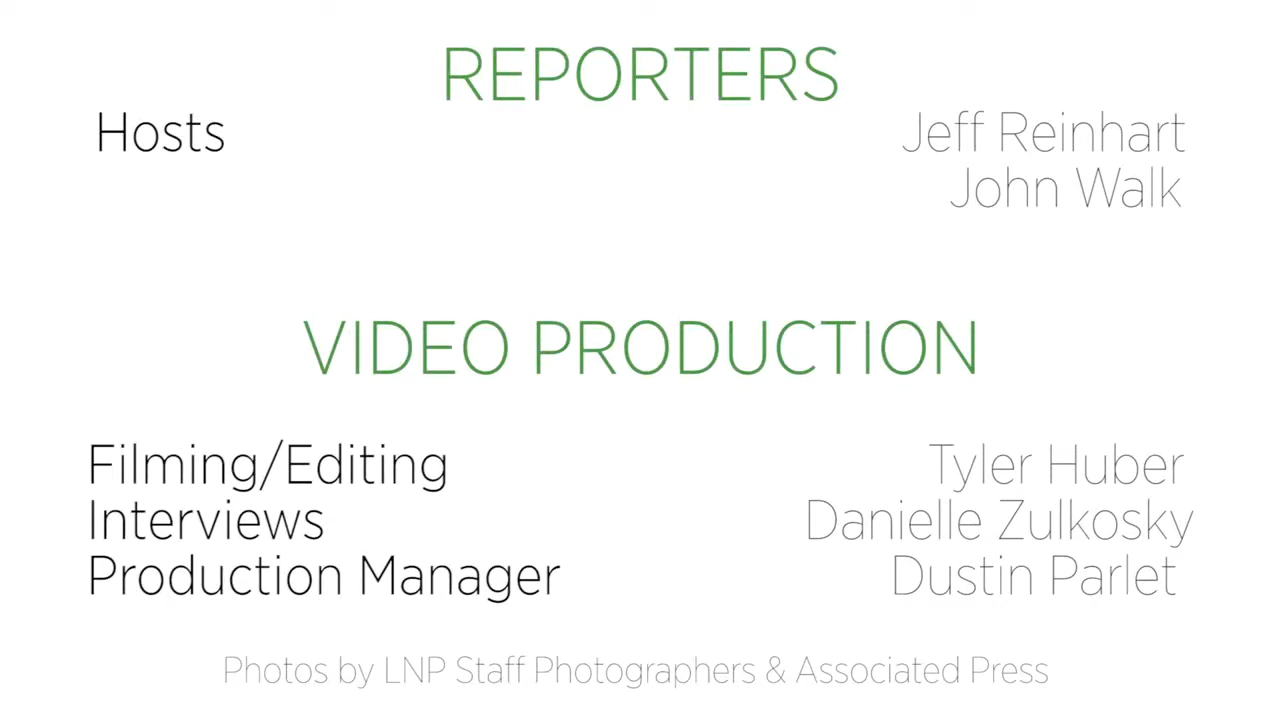 REPORTERS
Hosts Jeff Reinhart
John Walk
VIDEO PRODUCTION
Filming/Editing Tyler Huber
Interviews Danielle Zulkosky
Production Manager Dustin Parlet
Photos by LNP Staff Photographers & Associated Press